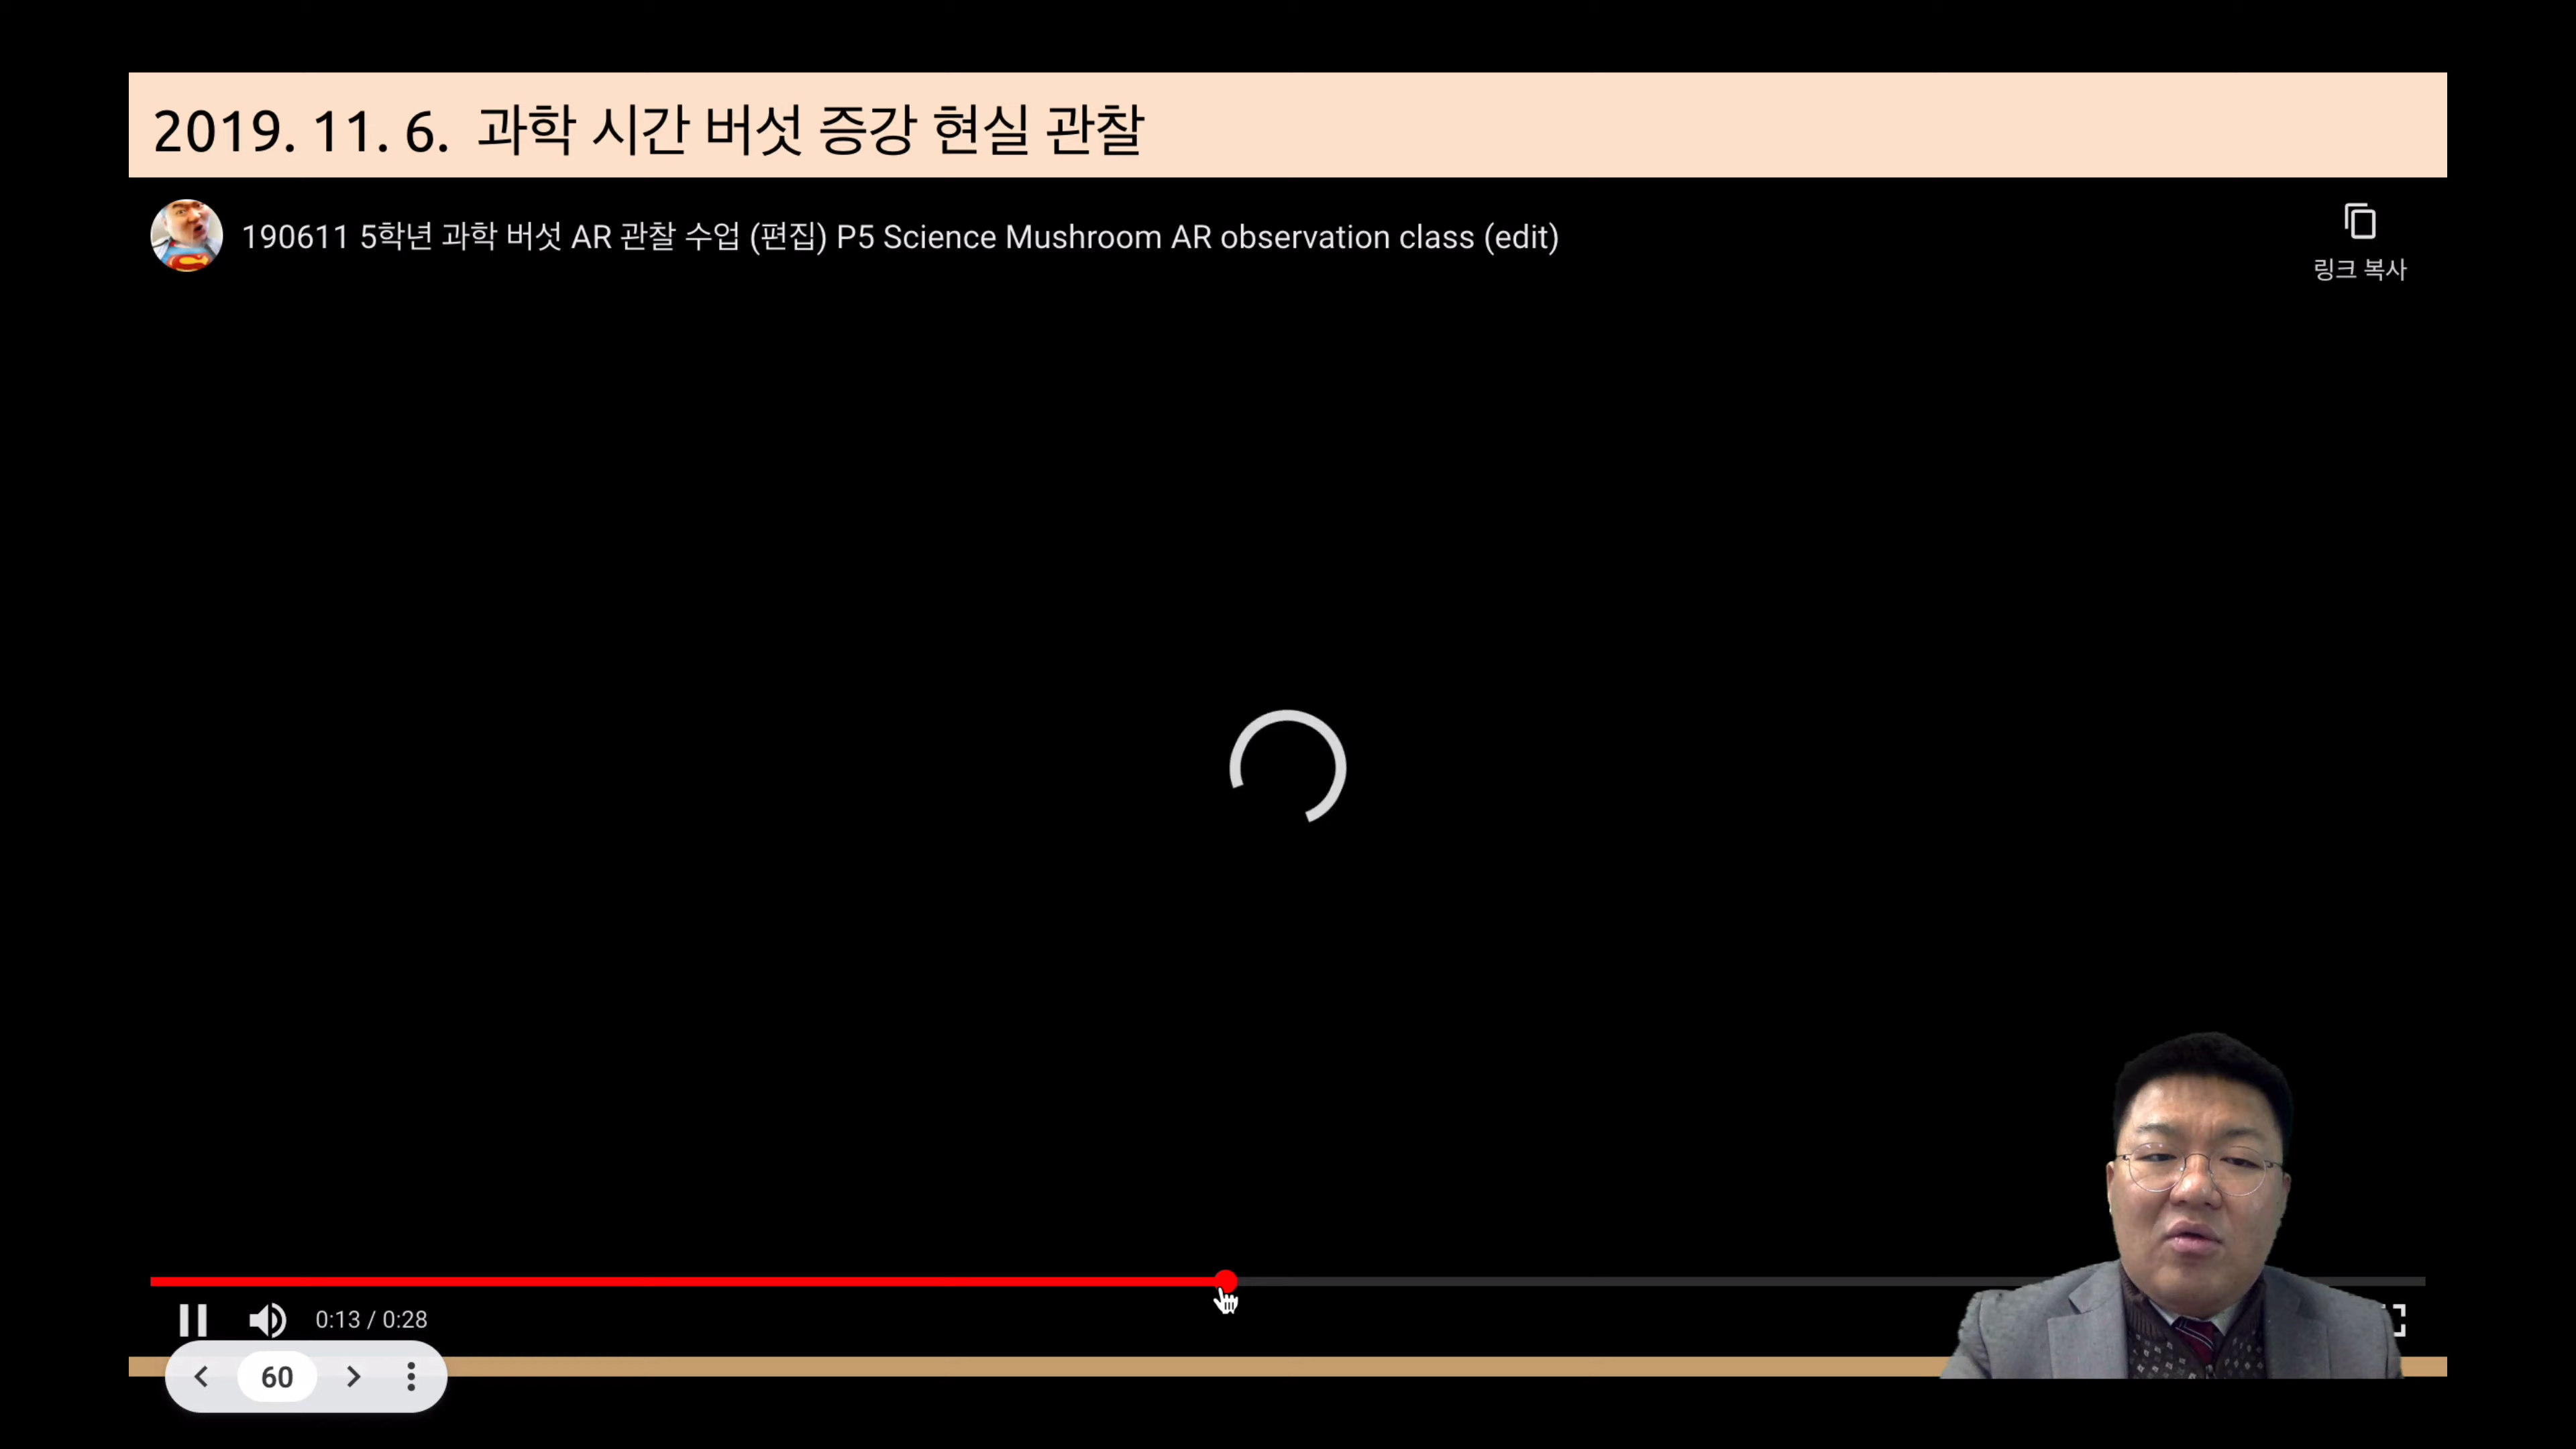 2019. 11. 6. 과학 시간 버섯 증강 현실 관찰
190611 5학년 과학 버섯 AR 관찰 수업 (편집) P5 Science Mushroom AR observation class (edit)
링크 복사
0:13 / 0:28
60